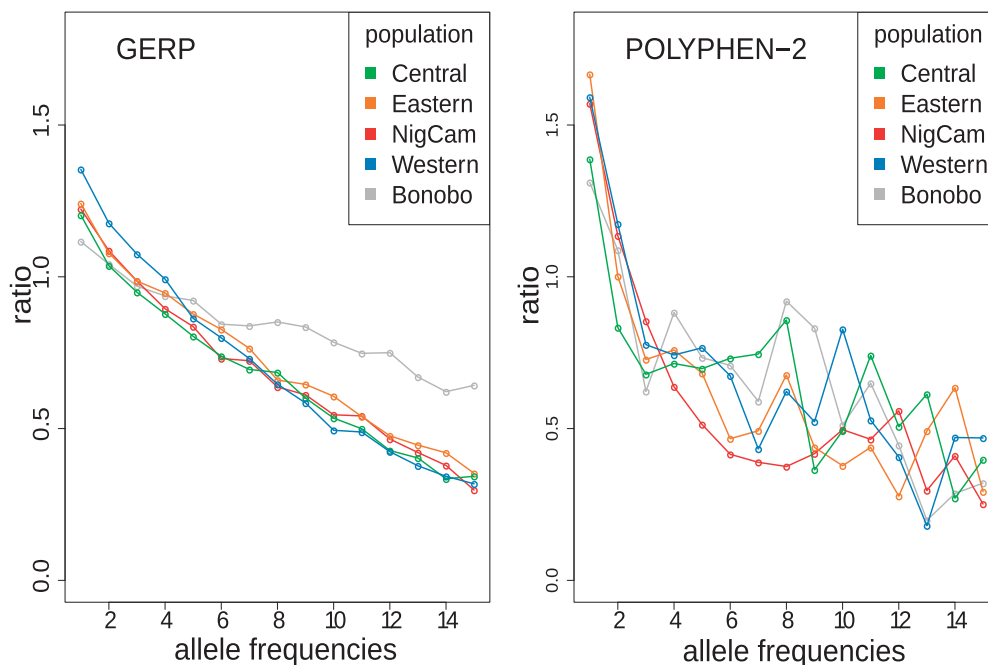 GERP
population
Central
Eastern
NigCam
Western
Bonobo
ratio
0.0 0.5 1.0 1.5
2 4 6 8 10 12 14
allele frequencies
POLYPHEN−2
population
Central
Eastern
NigCam
Western
Bonobo
ratio
0.0 0.5 1.0 1.5
2 4 6 8 10 12 14
allele frequencies